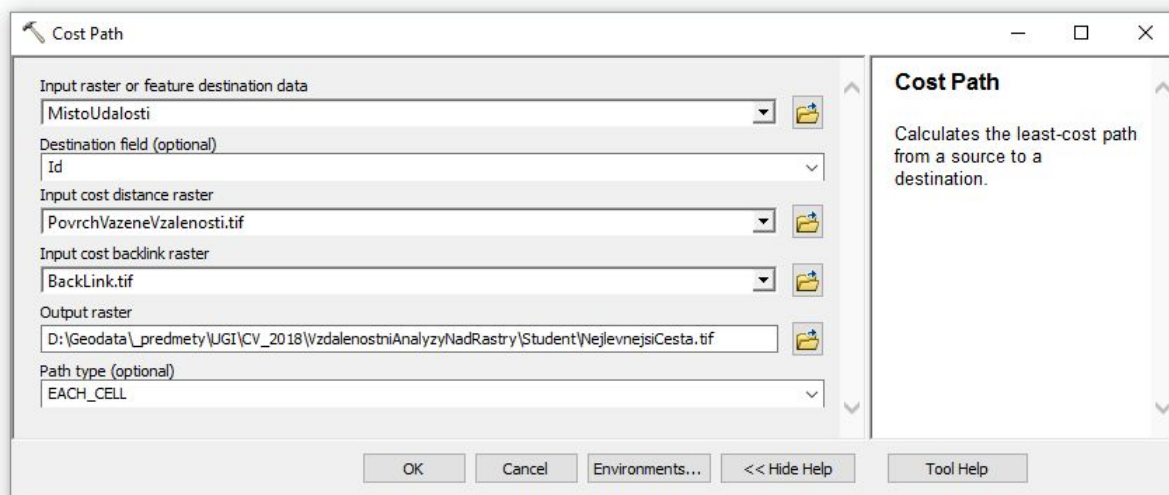 Cost Path
Input raster or feature destination data
MistoUdalosti
Destination field (optional)
Id
Input cost distance raster
PovrchVazeneVzalenosti.tif
Input cost backlink raster
BackLink.tif
Output raster
D:\Geodata\_predmety\UGI\CV_2018\VzdalenostniAnalyzyNadRastry\Student\NejlevnejsiCesta.tif
Path type (optional)
EACH_CELL
Cost Path
Calculates the least-cost path
from a source to a
destination.
OK
Cancel
Environments...
<< Hide Help
Tool Help